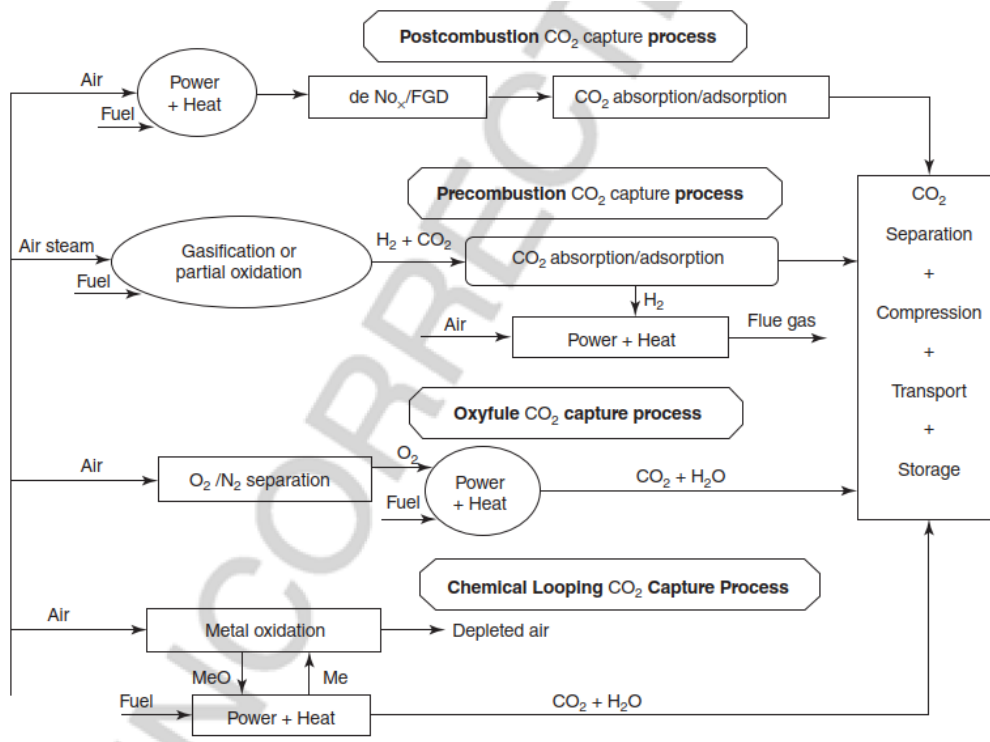 Postcombustion CO₂ capture process
Air
Fuel
Power
+ Heat
de Noₓ/FGD
CO₂ absorption/adsorption
Precombustion CO₂ capture process
Air steam
Fuel
Gasification or
partial oxidation
H₂ + CO₂
CO₂ absorption/adsorption
H₂
Air
Power + Heat
Flue gas
Oxyfule CO₂ capture process
Air
O₂ /N₂ separation
O₂
Fuel
Power
+ Heat
CO₂ + H₂O
Chemical Looping CO₂ Capture Process
Air
Metal oxidation
Depleted air
MeO
Me
Fuel
Power + Heat
CO₂ + H₂O
CO₂
Separation
+
Compression
+
Transport
+
Storage
NCORRECT